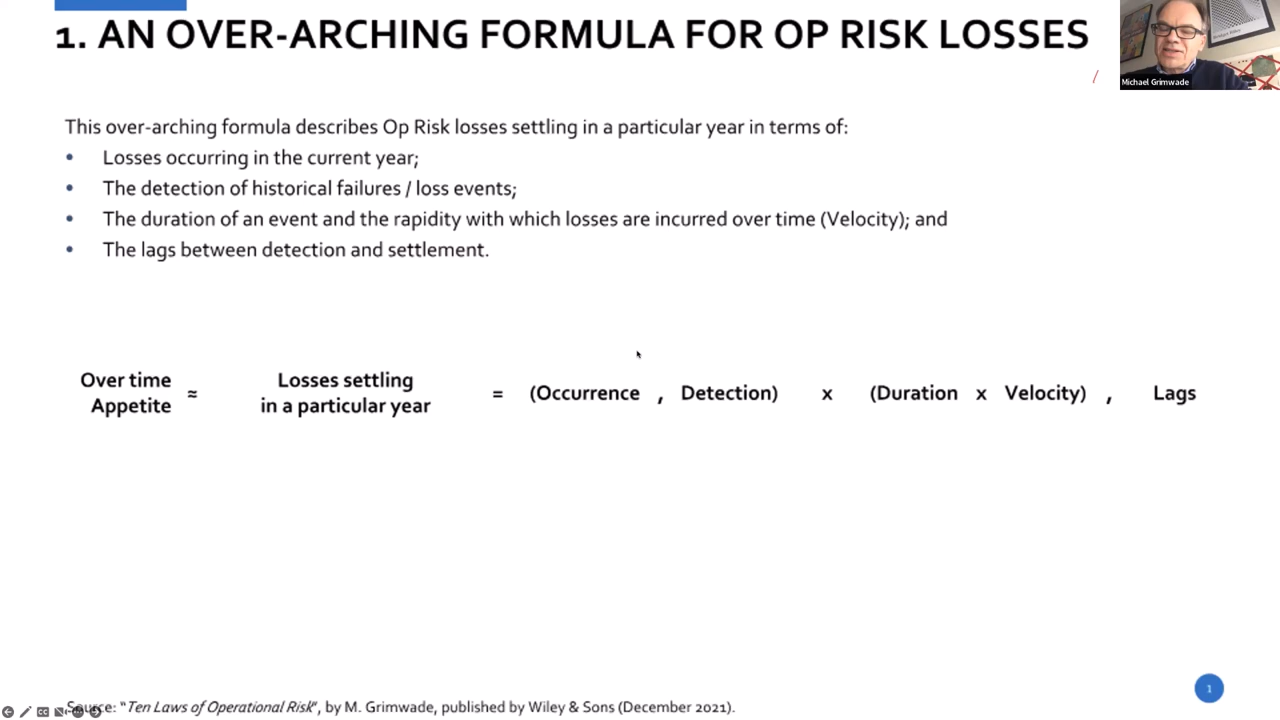 1. AN OVER-ARCHING FORMULA FOR OP RISK LOSSES
Michael Grimwade
This over-arching formula describes Op Risk losses settling in a particular year in terms of:
• Losses occurring in the current year;
• The detection of historical failures / loss events;
• The duration of an event and the rapidity with which losses are incurred over time (Velocity); and
• The lags between detection and settlement.
Over time Appetite ≈ Losses settling in a particular year = (Occurrence , Detection) x (Duration x Velocity) , Lags
1
Source: “Ten Laws of Operational Risk”, by M. Grimwade, published by Wiley & Sons (December 2021).